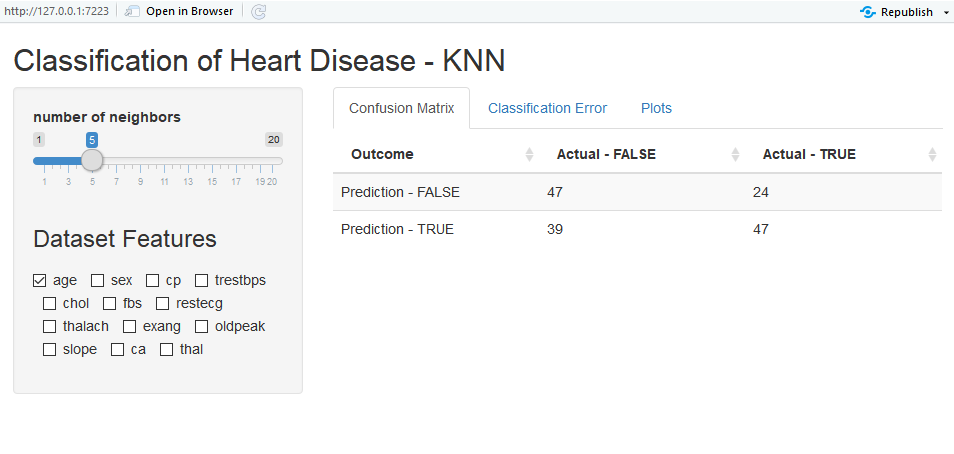 http://127.0.0.1:7223 Open in Browser Republish
Classification of Heart Disease - KNN
number of neighbors
1 5 20
1 3 5 7 9 11 13 15 17 19 20
Dataset Features
age sex cp trestbps
chol fbs restecg
thalach exang oldpeak
slope ca thal
Confusion Matrix Classification Error Plots
Outcome Actual - FALSE Actual - TRUE
Prediction - FALSE 47 24
Prediction - TRUE 39 47